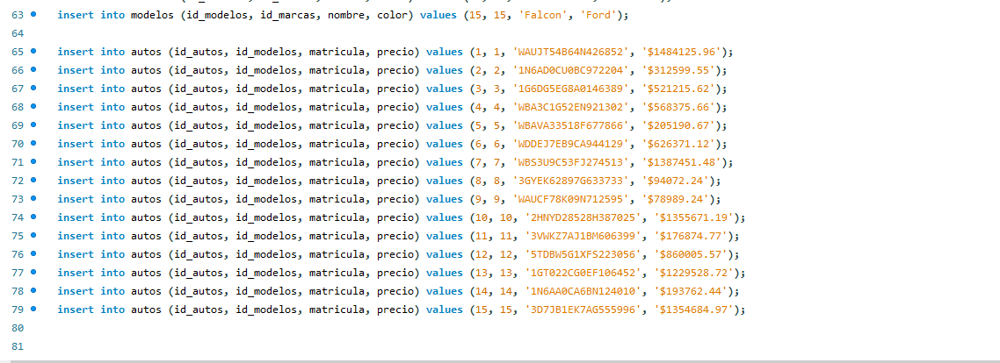 63 insert into modelos (id_modelos, id_marcas, nombre, color) values (15, 15, 'Falcon', 'Ford');
64
65 insert into autos (id_autos, id_modelos, matricula, precio) values (1, 1, 'WAUJT54B64N426852', '$1484125.96');
66 insert into autos (id_autos, id_modelos, matricula, precio) values (2, 2, '1N6AD0CU0BC972204', '$312599.55');
67 insert into autos (id_autos, id_modelos, matricula, precio) values (3, 3, '1G6DG5EG8A0146389', '$521215.62');
68 insert into autos (id_autos, id_modelos, matricula, precio) values (4, 4, 'WBA3C1G52EN921302', '$568375.66');
69 insert into autos (id_autos, id_modelos, matricula, precio) values (5, 5, 'WBAVA33518F677866', '$205190.67');
70 insert into autos (id_autos, id_modelos, matricula, precio) values (6, 6, 'WDDEJ7EB9CA944129', '$626371.12');
71 insert into autos (id_autos, id_modelos, matricula, precio) values (7, 7, 'WBS3U9C53FJ274513', '$1387451.48');
72 insert into autos (id_autos, id_modelos, matricula, precio) values (8, 8, '3GYEK62897G633733', '$94072.24');
73 insert into autos (id_autos, id_modelos, matricula, precio) values (9, 9, 'WAUCF78K09N712595', '$78989.24');
74 insert into autos (id_autos, id_modelos, matricula, precio) values (10, 10, '2HNYD28528H387025', '$1355671.19');
75 insert into autos (id_autos, id_modelos, matricula, precio) values (11, 11, '3VWKZ7AJ1BM606399', '$176874.77');
76 insert into autos (id_autos, id_modelos, matricula, precio) values (12, 12, '5TDBW5G1XFS223056', '$860005.57');
77 insert into autos (id_autos, id_modelos, matricula, precio) values (13, 13, '1GT022CG0EF106452', '$1229528.72');
78 insert into autos (id_autos, id_modelos, matricula, precio) values (14, 14, '1N6AA0CA6BN124010', '$193762.44');
79 insert into autos (id_autos, id_modelos, matricula, precio) values (15, 15, '3D7JB1EK7AG555996', '$1354684.97');
80
81